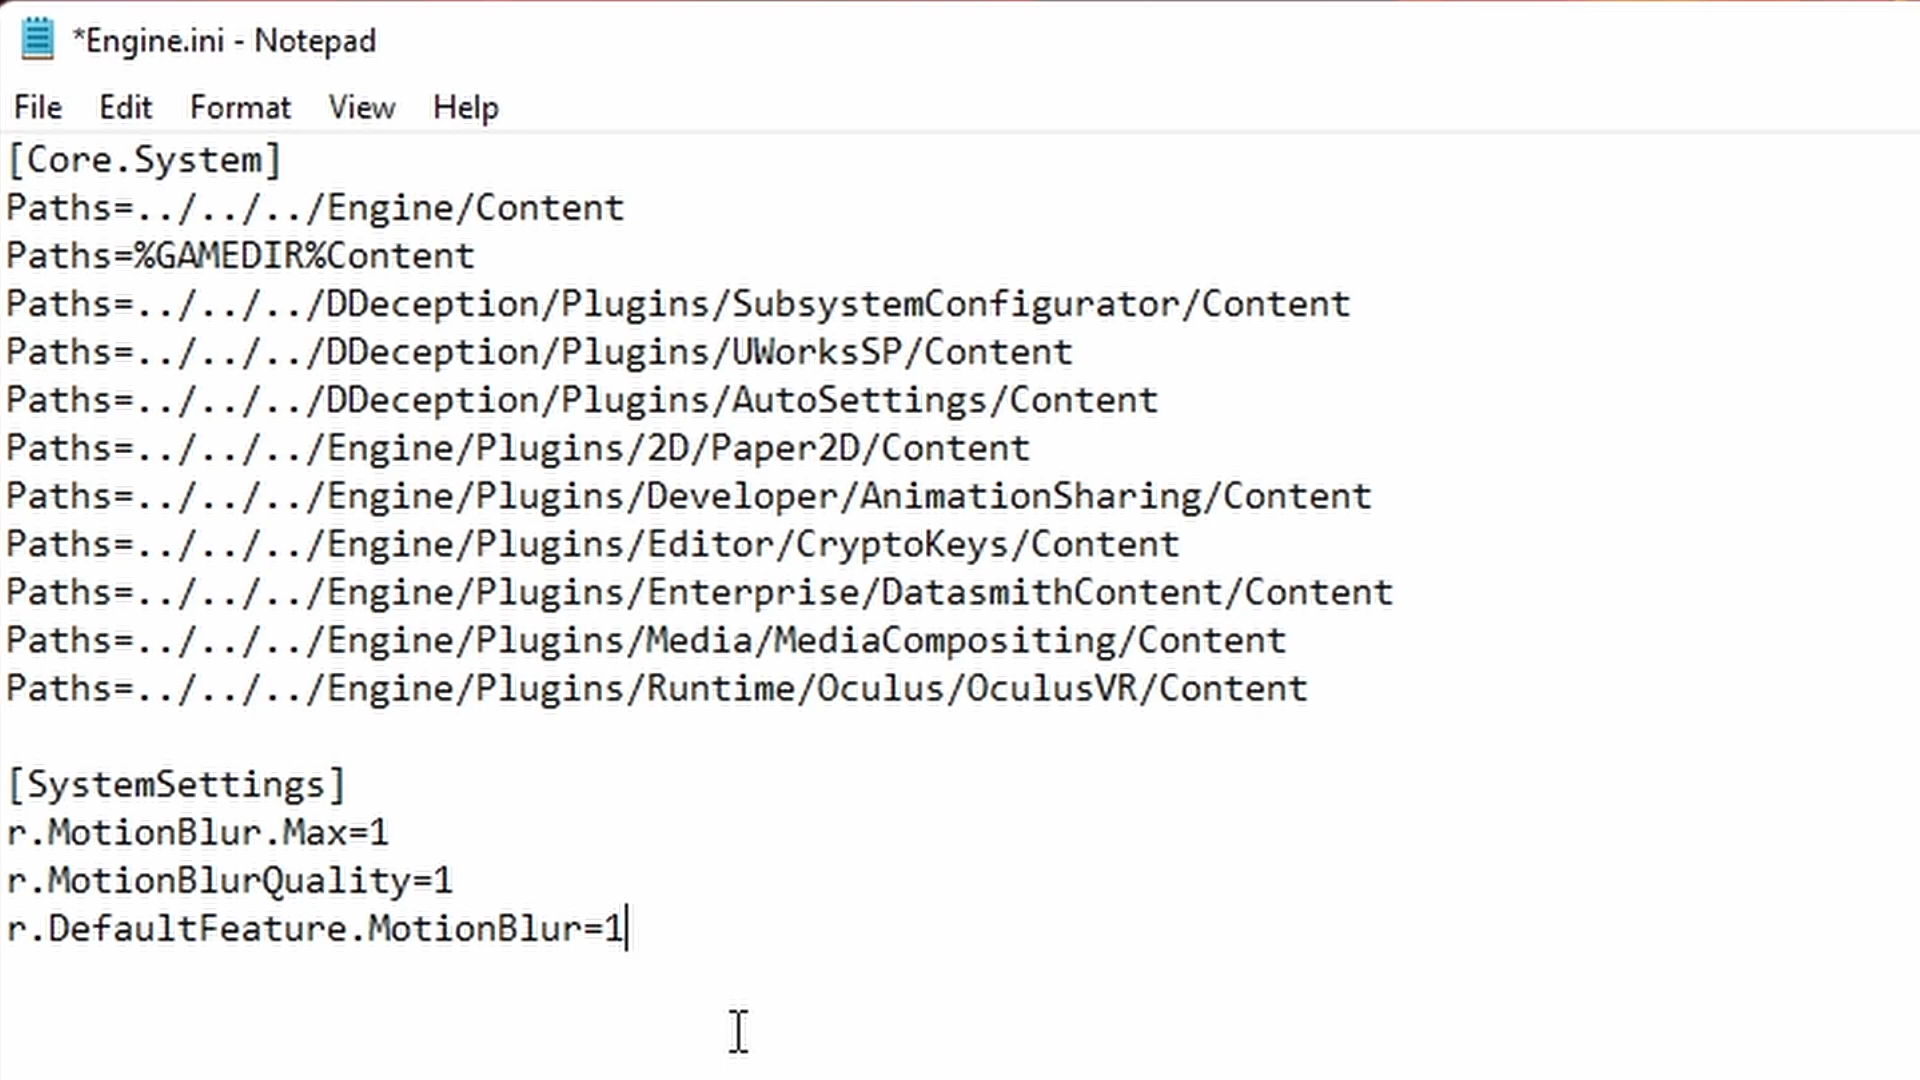 *Engine.ini - Notepad
File Edit Format View Help
[Core.System]
Paths=../../../Engine/Content
Paths=%GAMEDIR%Content
Paths=../../../DDeception/Plugins/SubsystemConfigurator/Content
Paths=../../../DDeception/Plugins/UWorksSP/Content
Paths=../../../DDeception/Plugins/AutoSettings/Content
Paths=../../../Engine/Plugins/2D/Paper2D/Content
Paths=../../../Engine/Plugins/Developer/AnimationSharing/Content
Paths=../../../Engine/Plugins/Editor/CryptoKeys/Content
Paths=../../../Engine/Plugins/Enterprise/DatasmithContent/Content
Paths=../../../Engine/Plugins/Media/MediaCompositing/Content
Paths=../../../Engine/Plugins/Runtime/Oculus/OculusVR/Content
[SystemSettings]
r.MotionBlur.Max=1
r.MotionBlurQuality=1
r.DefaultFeature.MotionBlur=1